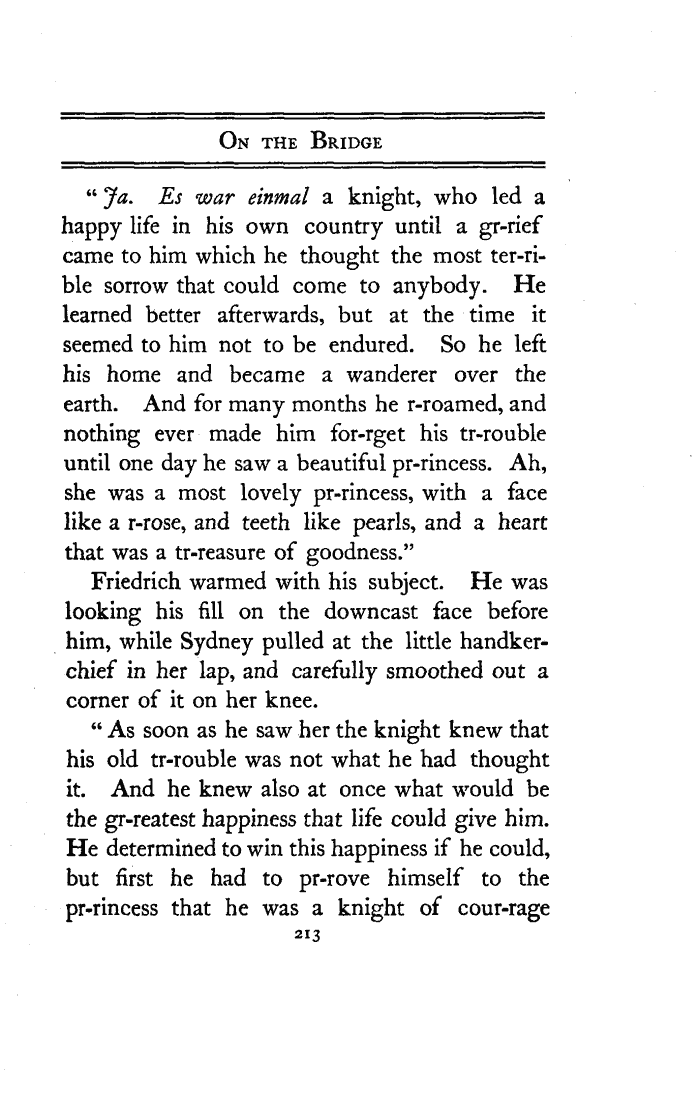 On the Bridge
“Ja. Es war einmal a knight, who led a
happy life in his own country until a gr-rief
came to him which he thought the most ter-ri-
ble sorrow that could come to anybody. He
learned better afterwards, but at the time it
seemed to him not to be endured. So he left
his home and became a wanderer over the
earth. And for many months he r-roamed, and
nothing ever made him for-rget his tr-rouble
until one day he saw a beautiful pr-rincess. Ah,
she was a most lovely pr-rincess, with a face
like a r-rose, and teeth like pearls, and a heart
that was a tr-reasure of goodness.”
Friedrich warmed with his subject. He was
looking his fill on the downcast face before
him, while Sydney pulled at the little handker-
chief in her lap, and carefully smoothed out a
corner of it on her knee.
“As soon as he saw her the knight knew that
his old tr-rouble was not what he had thought
it. And he knew also at once what would be
the gr-reatest happiness that life could give him.
He determined to win this happiness if he could,
but first he had to pr-rove himself to the
pr-rincess that he was a knight of cour-rage
213